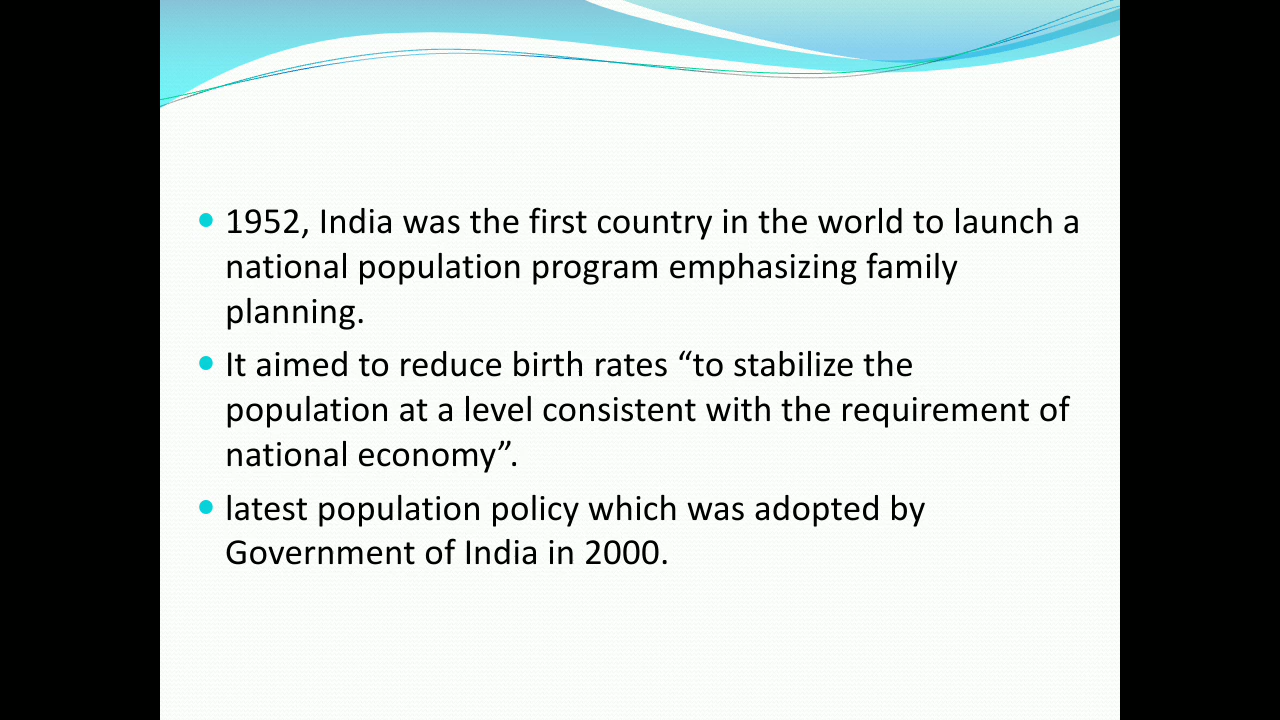 1952, India was the first country in the world to launch a
national population program emphasizing family
planning.
It aimed to reduce birth rates “to stabilize the
population at a level consistent with the requirement of
national economy”.
latest population policy which was adopted by
Government of India in 2000.